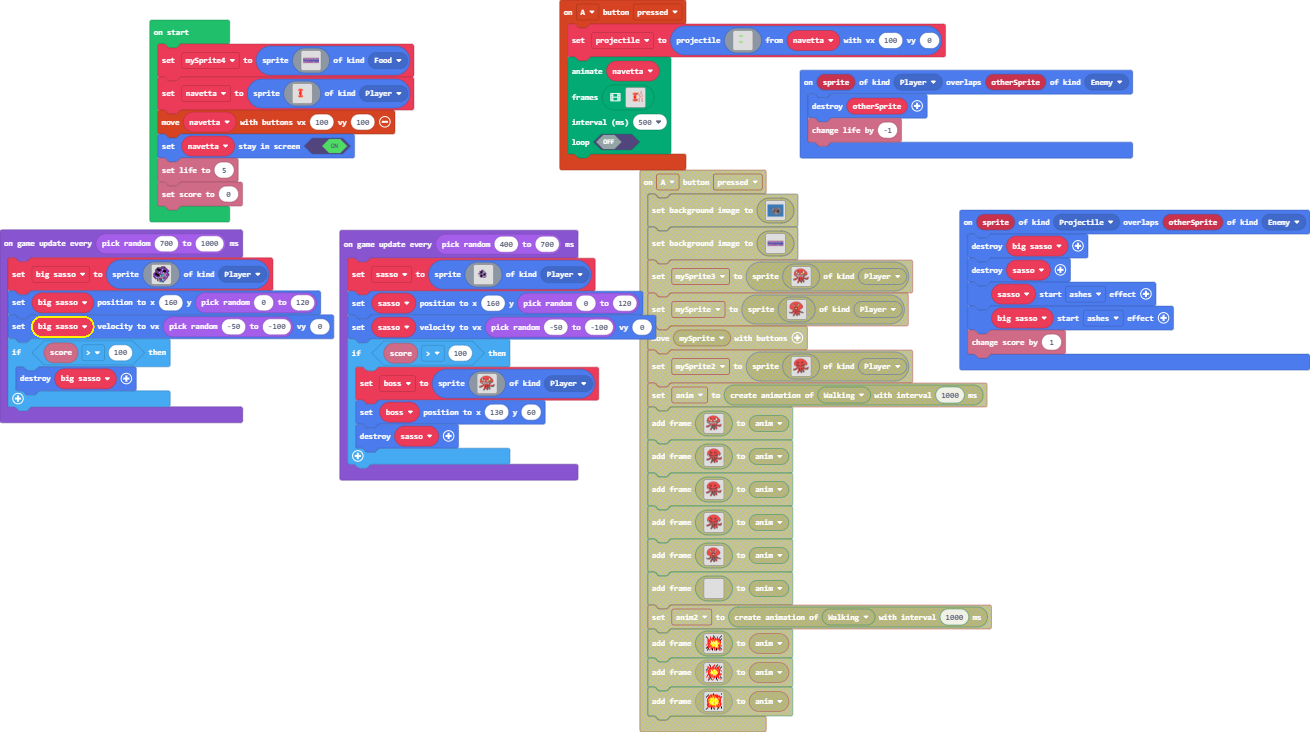 on start
set mySprite4 to sprite of kind Food
set navetta to sprite of kind Player
move navetta with buttons vx 100 vy 100
set navetta stay in screen ON
set life to 5
set score to 0
on A button pressed
set projectile to projectile from navetta with vx 100 vy 0
animate navetta
frames
interval (ms) 500
loop OFF
on sprite of kind Player overlaps otherSprite of kind Enemy
destroy otherSprite
change life by -1
on game update every pick random 700 to 1000 ms
set big sasso to sprite of kind Player
set big sasso position to x 160 y pick random 0 to 120
set big sasso velocity to vx pick random -50 to -100 vy 0
if score > 100 then
destroy big sasso
on game update every pick random 400 to 700 ms
set sasso to sprite of kind Player
set sasso position to x 160 y pick random 0 to 120
set sasso velocity to vx pick random -50 to -100 vy 0
if score > 100 then
set boss to sprite of kind Player
set boss position to x 130 y 60
destroy sasso
on A button pressed
set background image to
set background image to
set mySprite3 to sprite of kind Player
set mySprite to sprite of kind Player
ove mySprite with buttons
set mySprite2 to sprite of kind Player
set anim to create animation of Walking with interval 1000 ms
add frame to anim
add frame to anim
add frame to anim
add frame to anim
add frame to anim
add frame to anim
set anim2 to create animation of Walking with interval 1000 ms
add frame to anim
add frame to anim
add frame to anim
on sprite of kind Projectile overlaps otherSprite of kind Enemy
destroy big sasso
destroy sasso
sasso start ashes effect
big sasso start ashes effect
change score by 1